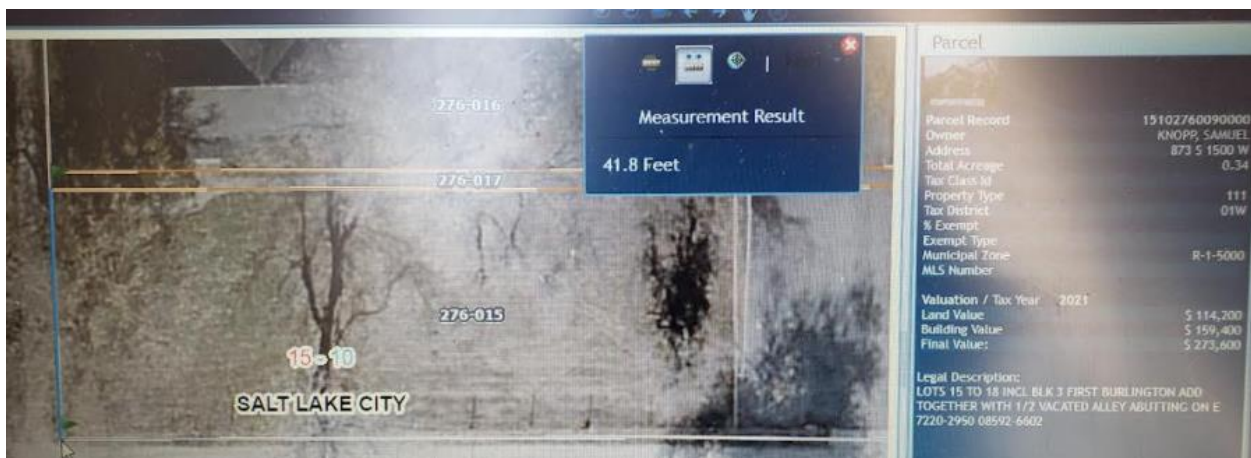 276-016
276-017
276-015
15-10
SALT LAKE CITY
Measurement Result
41.8 Feet
Parcel
Parcel Record 15102760090000
Owner KNOPP, SAMUEL
Address 873 S 1500 W
Total Acreage 0.34
Tax Class Id
Property Type 111
Tax District 01W
% Exempt
Exempt Type
Municipal Zone R-1-5000
MLS Number
Valuation / Tax Year 2021
Land Value $ 114,200
Building Value $ 159,400
Final Value: $ 273,600
Legal Description:
LOTS 15 TO 18 INCL BLK 3 FIRST BURLINGTON ADD
TOGETHER WITH 1/2 VACATED ALLEY ABUTTING ON E
7220-2950 08592-6602